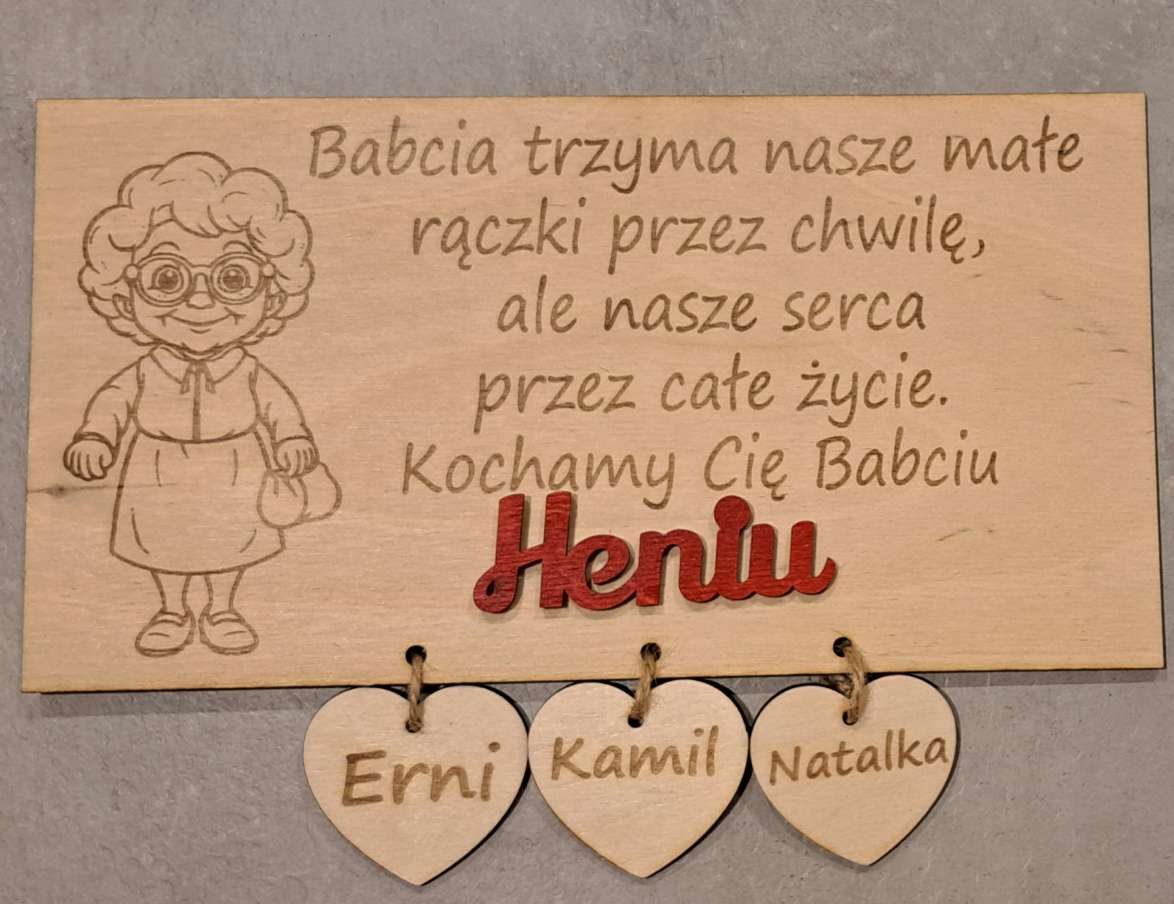 Babcia trzyma nasze małe
rączki przez chwilę,
ale nasze serca
przez całe życie.
Kochamy Cię Babciu
Heniu
Erni
Kamil
Natalka